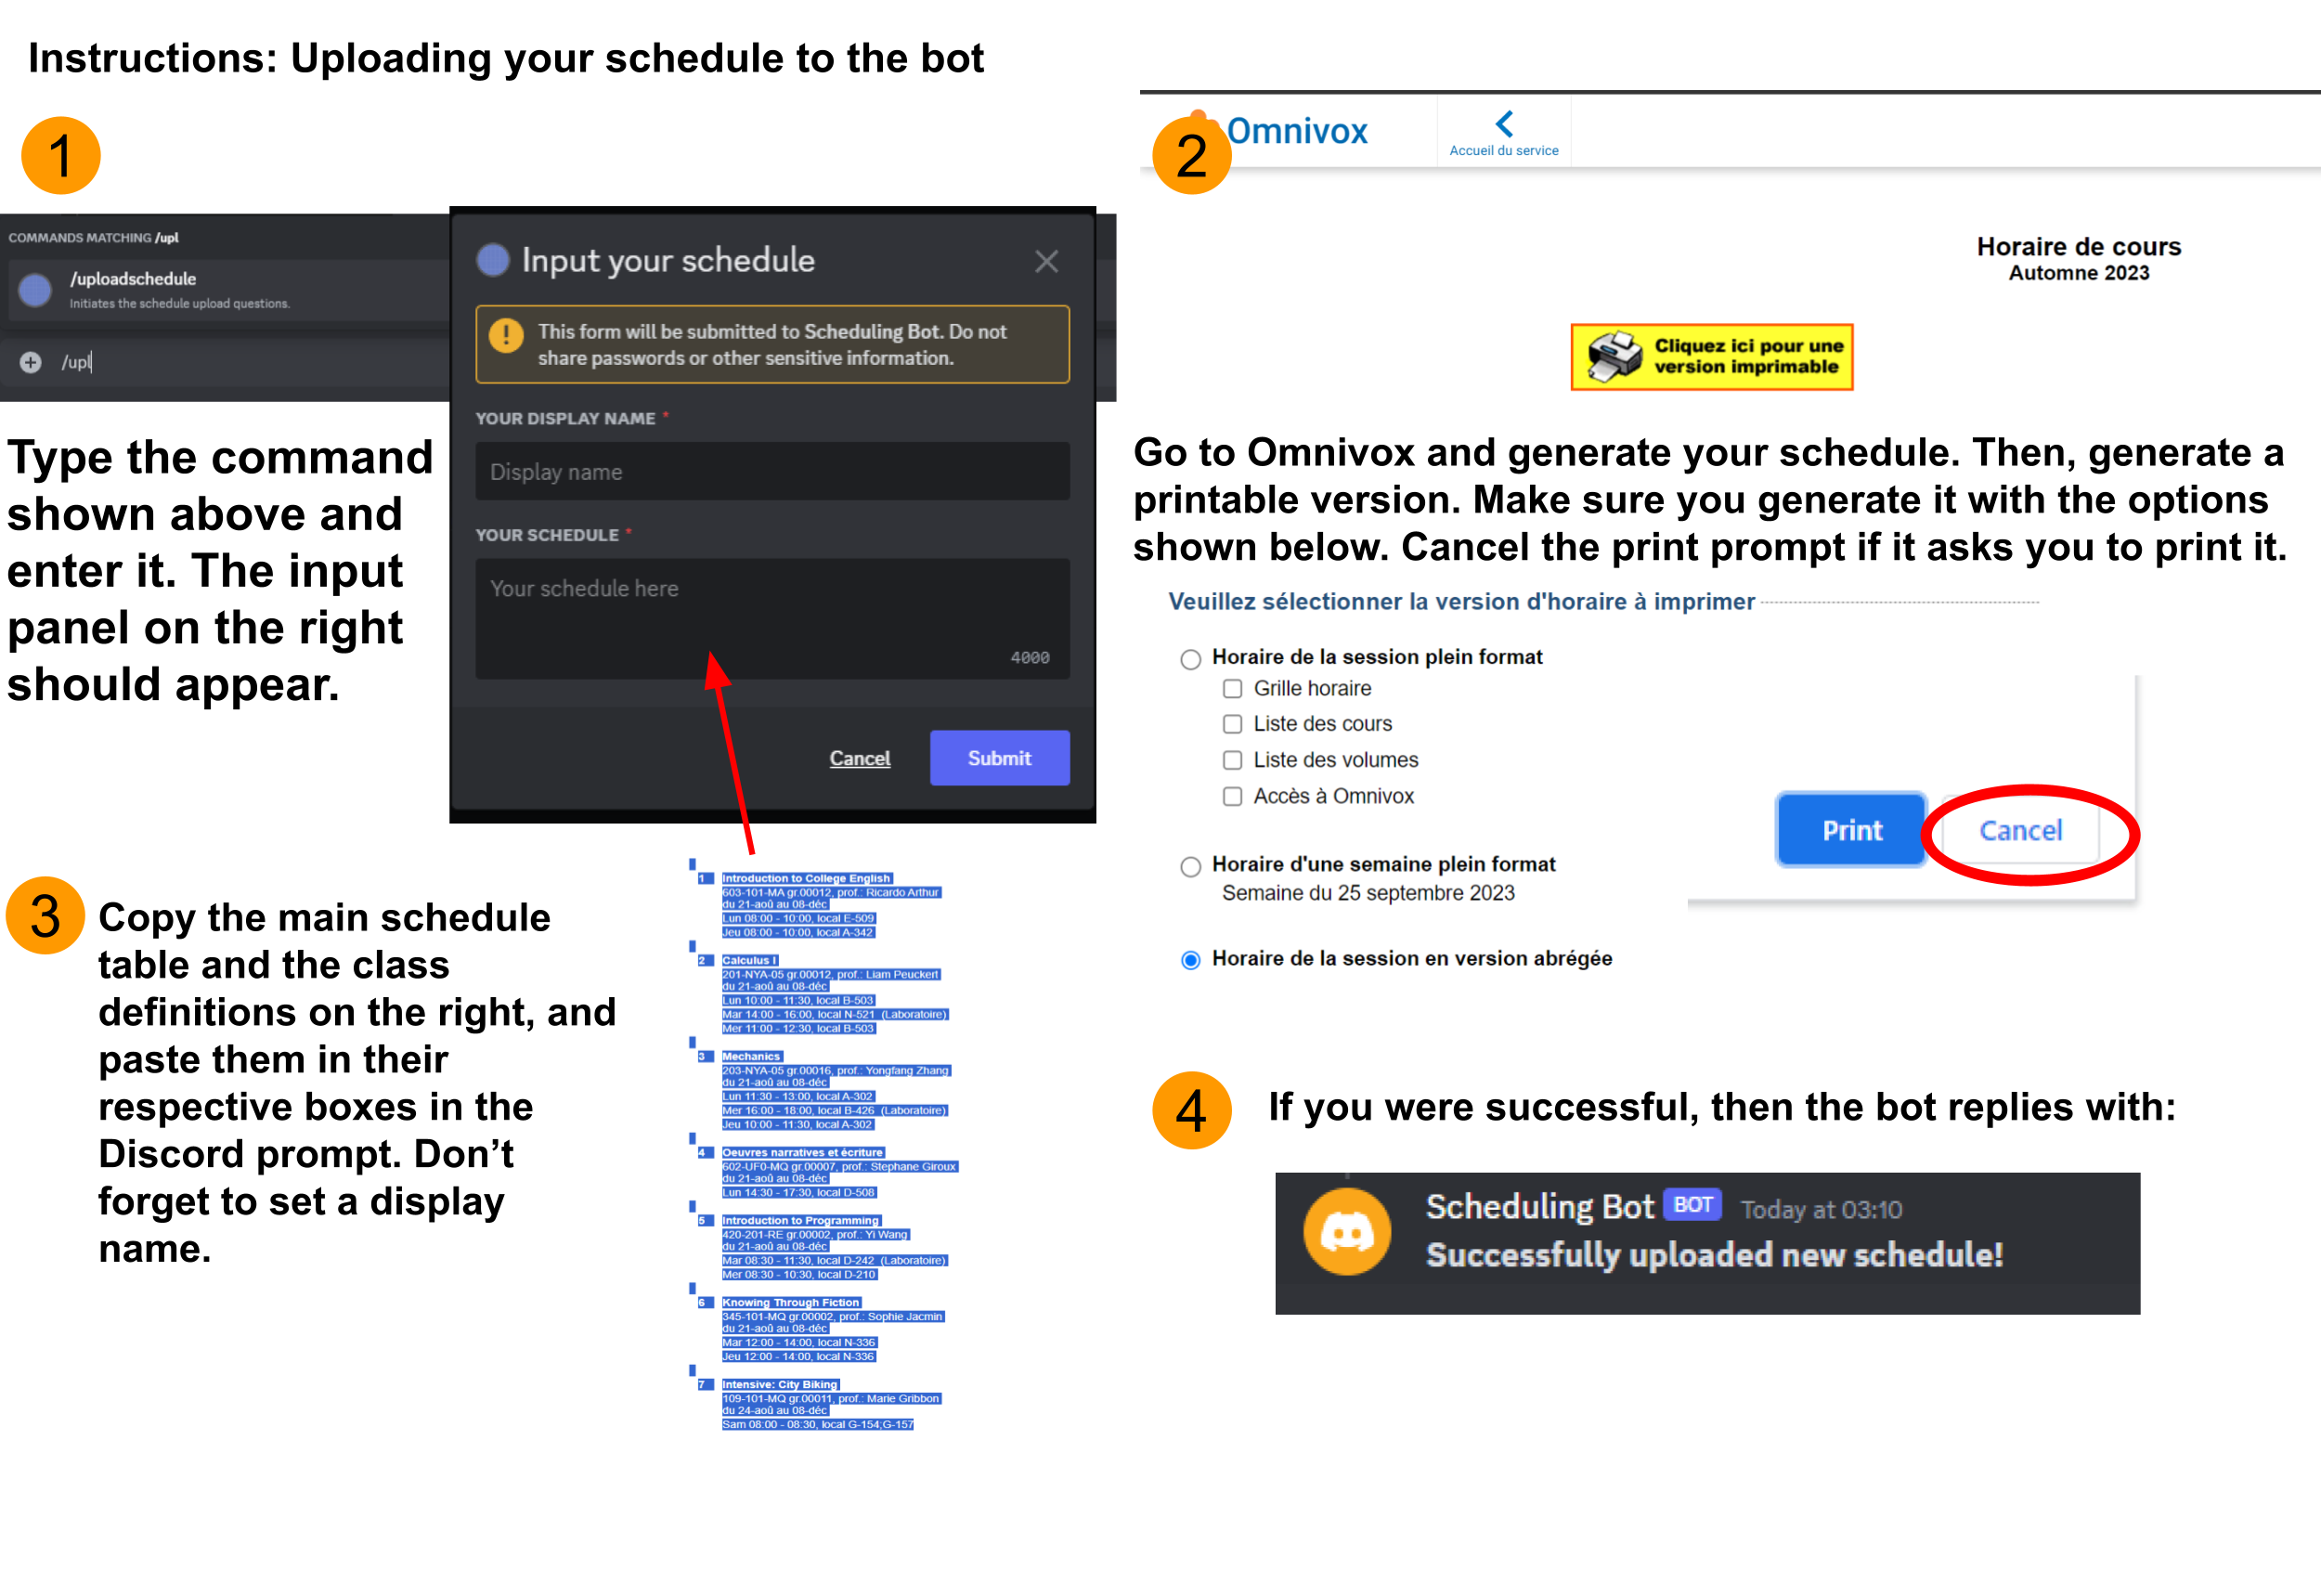 Instructions: Uploading your schedule to the bot
1
COMMANDS MATCHING /upl
/uploadschedule
Initiates the schedule upload questions.
/upl
Input your schedule
This form will be submitted to Scheduling Bot. Do not
share passwords or other sensitive information.
YOUR DISPLAY NAME *
Display name
YOUR SCHEDULE *
Your schedule here
4000
Cancel
Submit
Type the command
shown above and
enter it. The input
panel on the right
should appear.
2
Omnivox
Accueil du service
Horaire de cours
Automne 2023
Cliquez ici pour une
version imprimable
Go to Omnivox and generate your schedule. Then, generate a
printable version. Make sure you generate it with the options
shown below. Cancel the print prompt if it asks you to print it.
Veuillez sélectionner la version d'horaire à imprimer
Horaire de la session plein format
Grille horaire
Liste des cours
Liste des volumes
Accès à Omnivox
Horaire d'une semaine plein format
Semaine du 25 septembre 2023
Horaire de la session en version abrégée
Print
Cancel
3
Copy the main schedule
table and the class
definitions on the right, and
paste them in their
respective boxes in the
Discord prompt. Don’t
forget to set a display
name.
1 Introduction to College English
603-101-MA gr.00012, prof.: Ricardo Arthur
du 21-aoû au 08-déc
Lun 08:00 - 10:00, local E-509
Jeu 08:00 - 10:00, local A-342
2 Calculus I
201-NYA-05 gr.00012, prof.: Liam Peuckert
du 21-aoû au 08-déc
Lun 10:00 - 11:30, local B-503
Mar 14:00 - 16:00, local N-521 (Laboratoire)
Mer 11:00 - 12:30, local B-503
3 Mechanics
203-NYA-05 gr.00016, prof.: Yongfang Zhang
du 21-aoû au 08-déc
Lun 11:30 - 13:00, local A-302
Mer 16:00 - 18:00, local B-426 (Laboratoire)
Jeu 10:00 - 11:30, local A-302
4 Oeuvres narratives et écriture
602-UF0-MQ gr.00007, prof.: Stephane Giroux
du 21-aoû au 08-déc
Lun 14:30 - 17:30, local D-508
5 Introduction to Programming
420-201-RE gr.00002, prof.: Yi Wang
du 21-aoû au 08-déc
Mar 08:30 - 11:30, local D-242 (Laboratoire)
Mer 08:30 - 10:30, local D-210
6 Knowing Through Fiction
345-101-MQ gr.00002, prof.: Sophie Jacmin
du 21-aoû au 08-déc
Mar 12:00 - 14:00, local N-336
Jeu 12:00 - 14:00, local N-336
7 Intensive: City Biking
109-101-MQ gr.00011, prof.: Marie Gribbon
du 24-aoû au 08-déc
Sam 08:00 - 08:30, local G-154;G-157
4
If you were successful, then the bot replies with:
Scheduling Bot BOT Today at 03:10
Successfully uploaded new schedule!